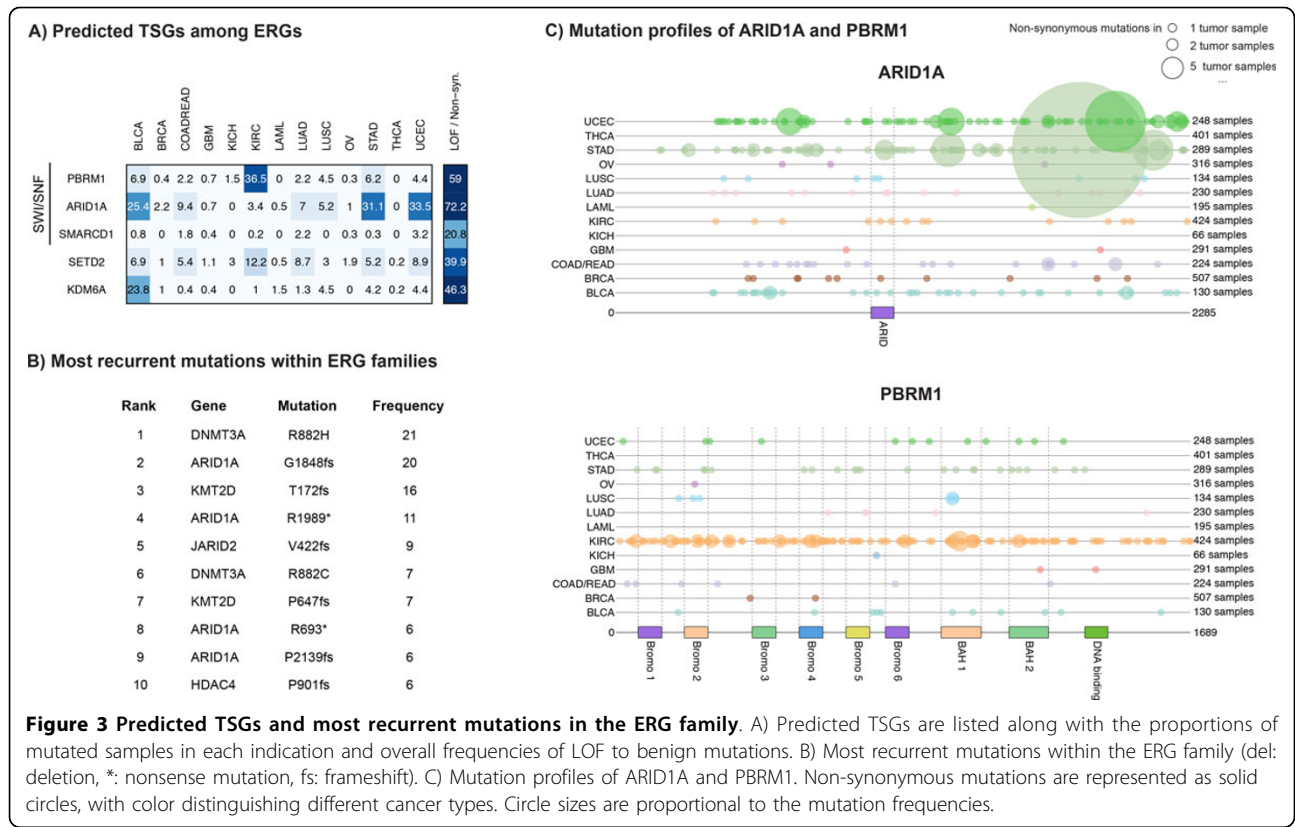 A) Predicted TSGs among ERGs
BLCA BRCA COADREAD GBM KICH KIRC LAML LUAD LUSC OV STAD THCA UCEC LOF / Non-syn.
SWI/SNF
PBRM1 6.9 0.4 2.2 0.7 1.5 36.5 0 2.2 4.5 0.3 6.2 0 4.4 59
ARID1A 25.4 2.2 9.4 0.7 0 3.4 0.5 7 5.2 1 31.1 0 33.5 72.2
SMARCD1 0.8 0 1.8 0.4 0 0.2 0 2.2 0 0.3 0.3 0 3.2 20.8
SETD2 6.9 1 5.4 1.1 3 12.2 0.5 8.7 3 1.9 5.2 0.2 8.9 39.9
KDM6A 23.8 1 0.4 0.4 0 1 1.5 1.3 4.5 0 4.2 0.2 4.4 46.3
B) Most recurrent mutations within ERG families
Rank Gene Mutation Frequency
1 DNMT3A R882H 21
2 ARID1A G1848fs 20
3 KMT2D T172fs 16
4 ARID1A R1989* 11
5 JARID2 V422fs 9
6 DNMT3A R882C 7
7 KMT2D P647fs 7
8 ARID1A R693* 6
9 ARID1A P2139fs 6
10 HDAC4 P901fs 6
C) Mutation profiles of ARID1A and PBRM1
Non-synonymous mutations in 1 tumor sample
2 tumor samples
5 tumor samples
...
ARID1A
UCEC 248 samples
THCA 401 samples
STAD 289 samples
OV 316 samples
LUSC 134 samples
LUAD 230 samples
LAML 195 samples
KIRC 424 samples
KICH 66 samples
GBM 291 samples
COAD/READ 224 samples
BRCA 507 samples
BLCA 130 samples
0 2285
ARID
PBRM1
UCEC 248 samples
THCA 401 samples
STAD 289 samples
OV 316 samples
LUSC 134 samples
LUAD 230 samples
LAML 195 samples
KIRC 424 samples
KICH 66 samples
GBM 291 samples
COAD/READ 224 samples
BRCA 507 samples
BLCA 130 samples
0 1689
Bromo 1 Bromo 2 Bromo 3 Bromo 4 Bromo 5 Bromo 6 BAH 1 BAH 2 DNA binding
Figure 3 Predicted TSGs and most recurrent mutations in the ERG family. A) Predicted TSGs are listed along with the proportions of
mutated samples in each indication and overall frequencies of LOF to benign mutations. B) Most recurrent mutations within the ERG family (del:
deletion, *: nonsense mutation, fs: frameshift). C) Mutation profiles of ARID1A and PBRM1. Non-synonymous mutations are represented as solid
circles, with color distinguishing different cancer types. Circle sizes are proportional to the mutation frequencies.